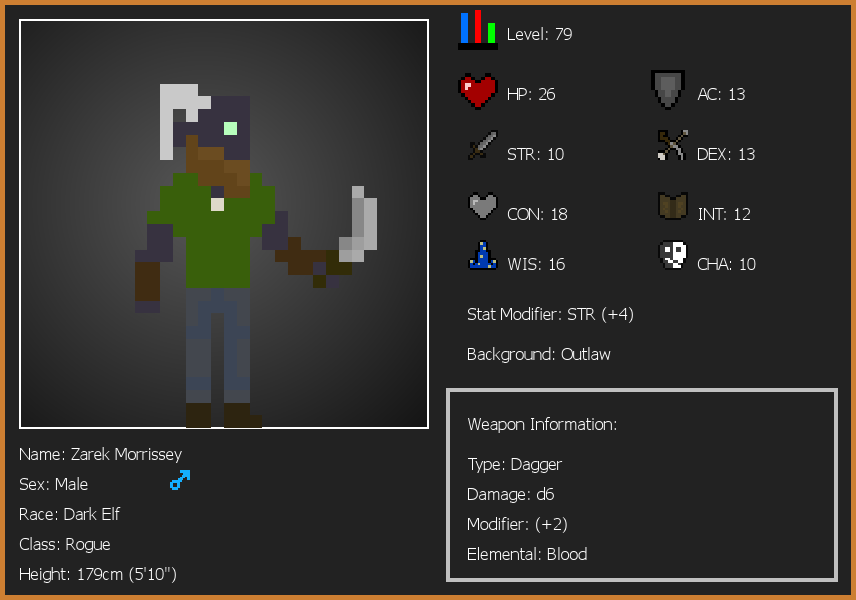 Level: 79
HP: 26
AC: 13
STR: 10
DEX: 13
CON: 18
INT: 12
WIS: 16
CHA: 10
Stat Modifier: STR (+4)
Background: Outlaw
Weapon Information:
Type: Dagger
Damage: d6
Modifier: (+2)
Elemental: Blood
Name: Zarek Morrissey
Sex: Male
Race: Dark Elf
Class: Rogue
Height: 179cm (5'10")